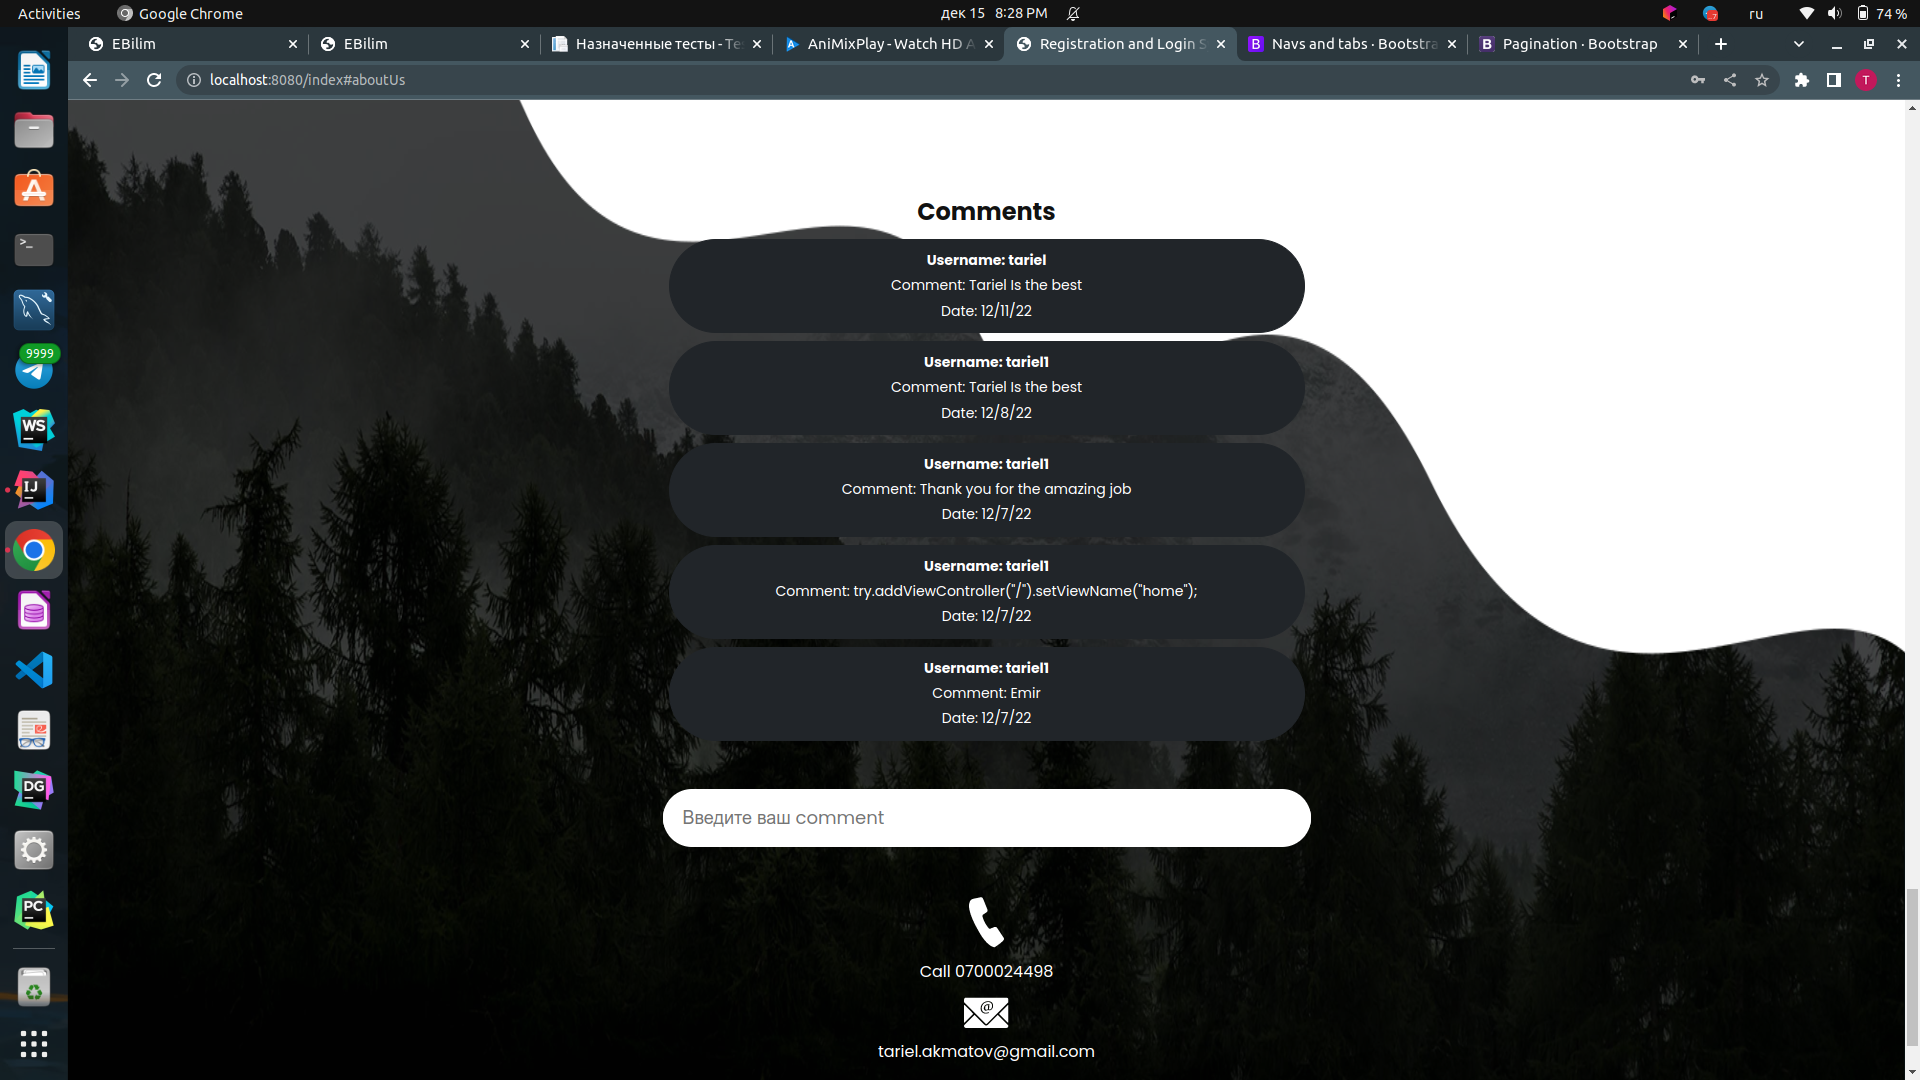 Activities
Google Chrome
дек 15 8:28 PM
ru
74 %
EBilim
EBilim
Назначенные тесты - Те
AniMixPlay - Watch HD A
Registration and Login S
Navs and tabs · Bootstra
Pagination · Bootstrap
localhost:8080/index#aboutUs
T
9999
WS
IJ
DG
PC
Comments
Username: tariel
Comment: Tariel Is the best
Date: 12/11/22
Username: tariel1
Comment: Tariel Is the best
Date: 12/8/22
Username: tariel1
Comment: Thank you for the amazing job
Date: 12/7/22
Username: tariel1
Comment: try.addViewController("/").setViewName("home");
Date: 12/7/22
Username: tariel1
Comment: Emir
Date: 12/7/22
Введите ваш comment
Call 0700024498
@
tariel.akmatov@gmail.com